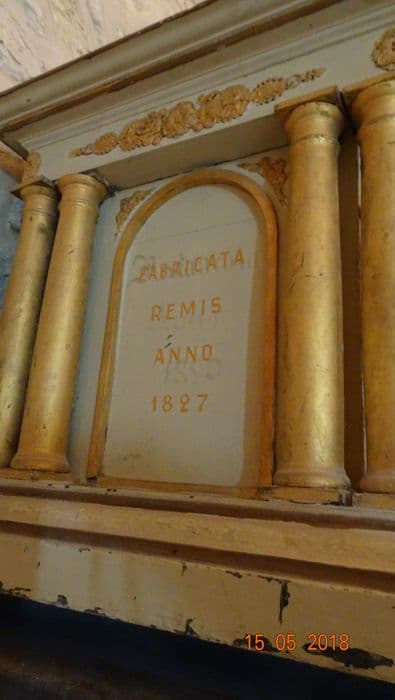 FABRICATA
REMIS
ANNO
1827
15 05 2018